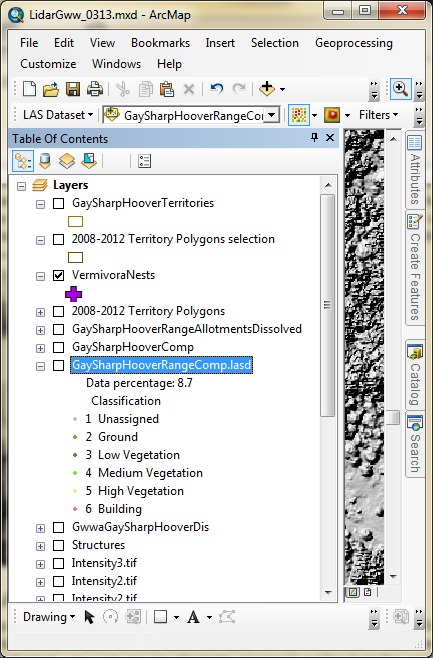 LidarGww_0313.mxd - ArcMap
File Edit View Bookmarks Insert Selection Geoprocessing
Customize Windows Help
LAS Dataset GaySharpHooverRangeCo Filters
Table Of Contents
Layers
GaySharpHooverTerritories
2008-2012 Territory Polygons selection
VermivoraNests
2008-2012 Territory Polygons
GaySharpHooverRangeAllotmentsDissolved
GaySharpHooverComp
GaySharpHooverRangeComp.lasd
Data percentage: 8.7
Classification
1 Unassigned
2 Ground
3 Low Vegetation
4 Medium Vegetation
5 High Vegetation
6 Building
GwwaGaySharpHooverDis
Structures
Intensity3.tif
Intensity2.tif
Intensity2.tif
Drawing
A
Attributes
Create Features
Catalog
Search